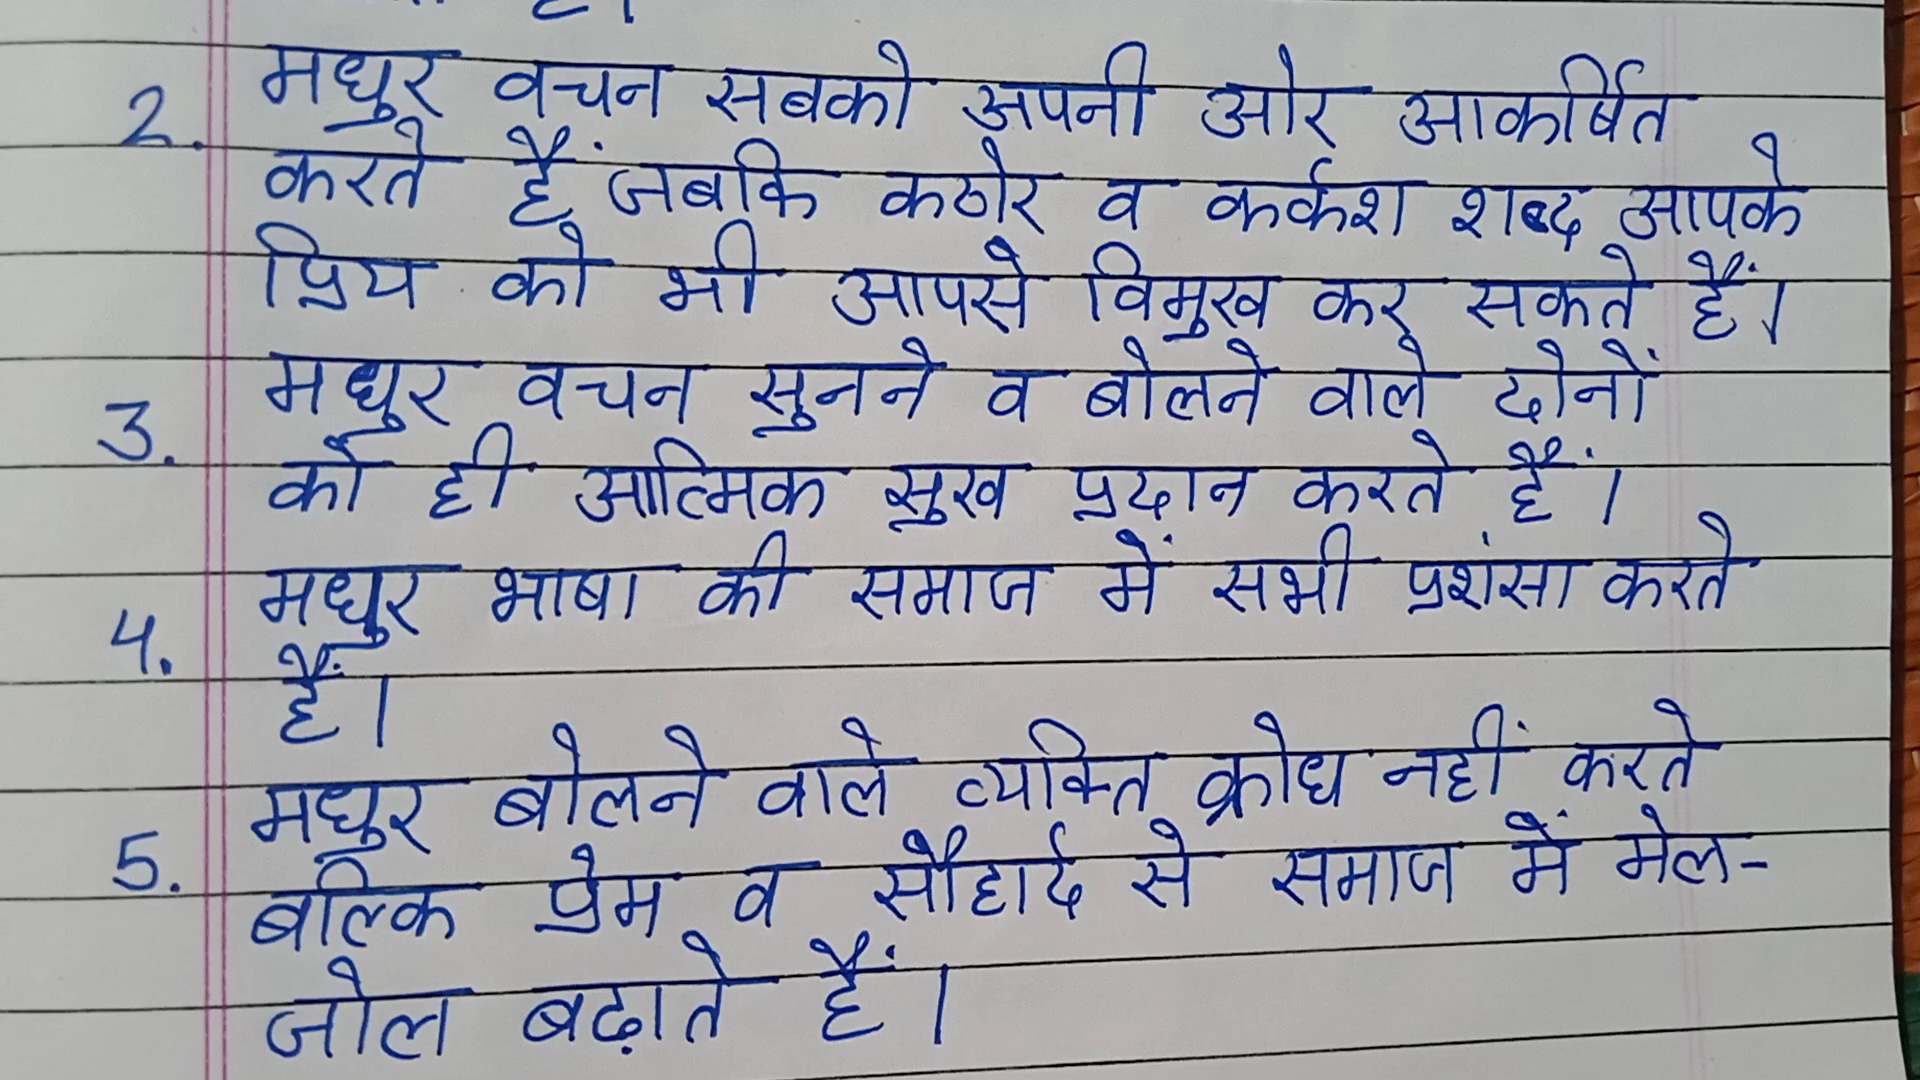 2. मधुर वचन सबको अपनी ओर आकर्षित
करते हैं, जबकि कठोर व कर्कश शब्द आपके
प्रिय को भी आपसे विमुख कर सकते हैं।
3. मधुर वचन सुनने व बोलने वाले दोनों
को ही आत्मिक सुख प्रदान करते हैं।
4. मधुर भाषा की समाज में सभी प्रशंसा करते
हैं।
5. मधुर बोलने वाले व्यक्ति क्रोध नहीं करते
बल्कि प्रेम व सौहार्द से समाज में मेल-
जोल बढ़ाते हैं।